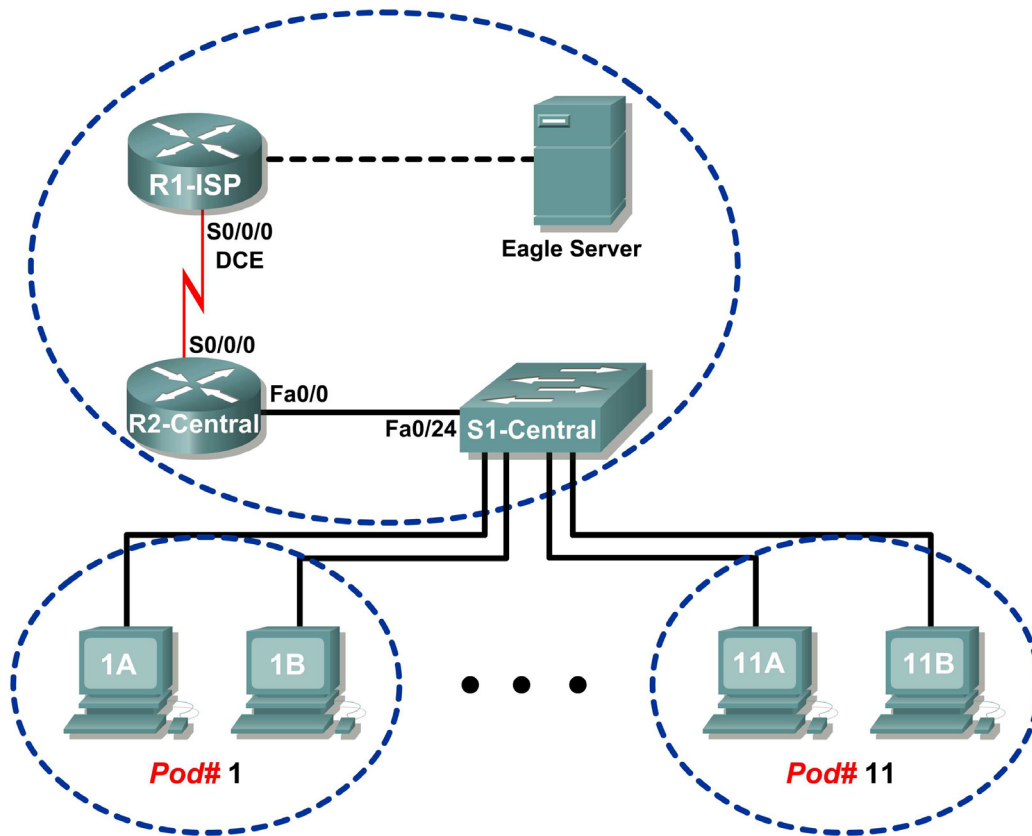 R1-ISP
S0/0/0
DCE
Eagle Server
S0/0/0
R2-Central
Fa0/0
Fa0/24
S1-Central
1A
1B
11A
11B
Pod# 1
Pod# 11